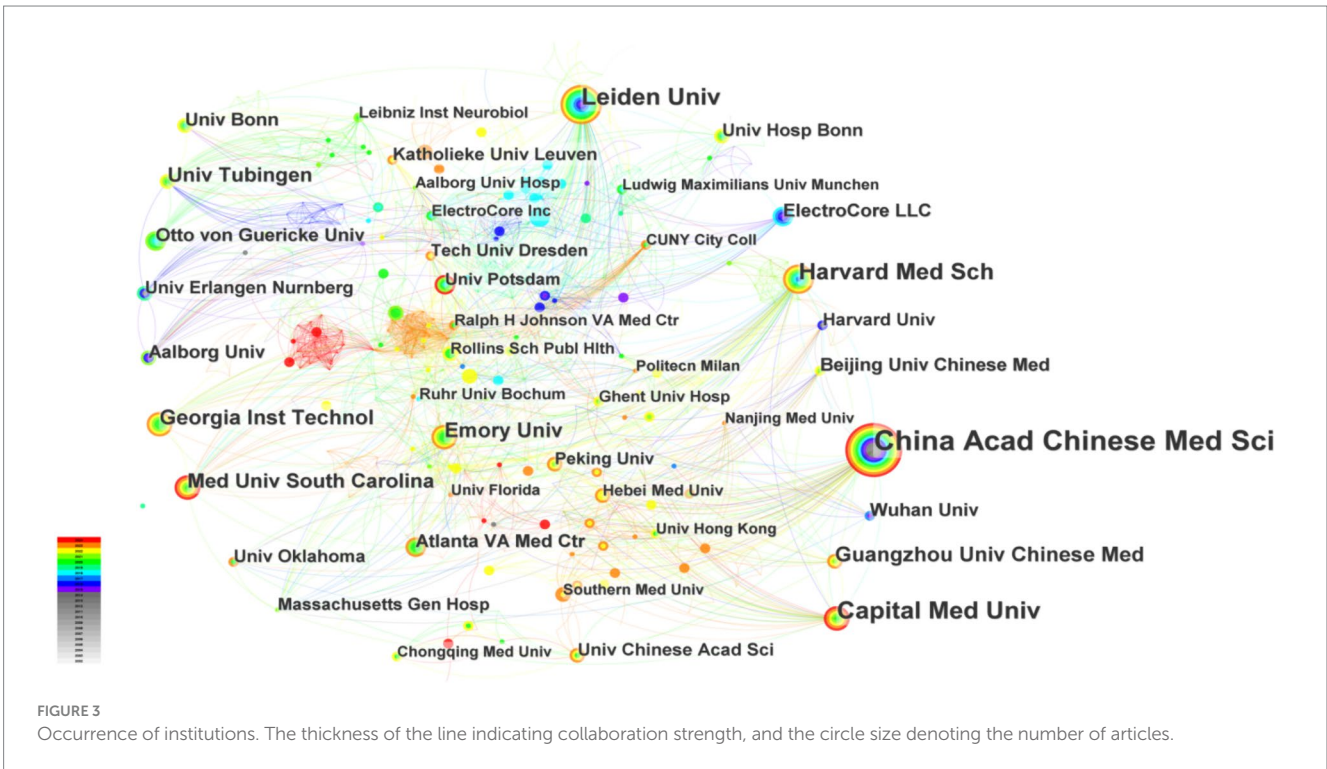 Leiden Univ
Leibniz Inst Neurobiol
Univ Bonn
Univ Hosp Bonn
Katholieke Univ Leuven
Univ Tubingen
Aalborg Univ Hosp
Ludwig Maximilians Univ Munchen
ElectroCore Inc
ElectroCore LLC
Otto von Guericke Univ
CUNY City Coll
Tech Univ Dresden
Harvard Med Sch
Univ Potsdam
Univ Erlangen Nurnberg
Ralph H Johnson VA Med Ctr
Harvard Univ
Rollins Sch Publ Hlth
Aalborg Univ
Politecn Milan
Beijing Univ Chinese Med
Ruhr Univ Bochum
Ghent Univ Hosp
Georgia Inst Technol
Nanjing Med Univ
Emory Univ
China Acad Chinese Med Sci
Peking Univ
Med Univ South Carolina
Univ Florida
Hebei Med Univ
Wuhan Univ
Univ Hong Kong
Atlanta VA Med Ctr
Univ Oklahoma
Guangzhou Univ Chinese Med
Southern Med Univ
Massachusetts Gen Hosp
Capital Med Univ
Chongqing Med Univ
Univ Chinese Acad Sci
FIGURE 3
Occurrence of institutions. The thickness of the line indicating collaboration strength, and the circle size denoting the number of articles.